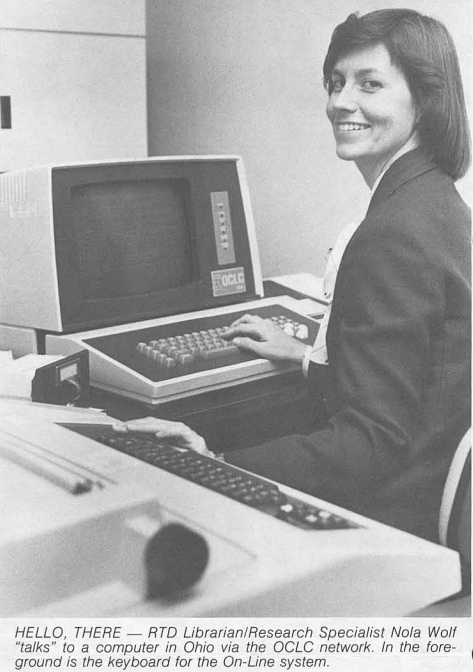 OCLC
HELLO, THERE — RTD Librarian/Research Specialist Nola Wolf
"talks" to a computer in Ohio via the OCLC network. In the fore-
ground is the keyboard for the On-Line system.